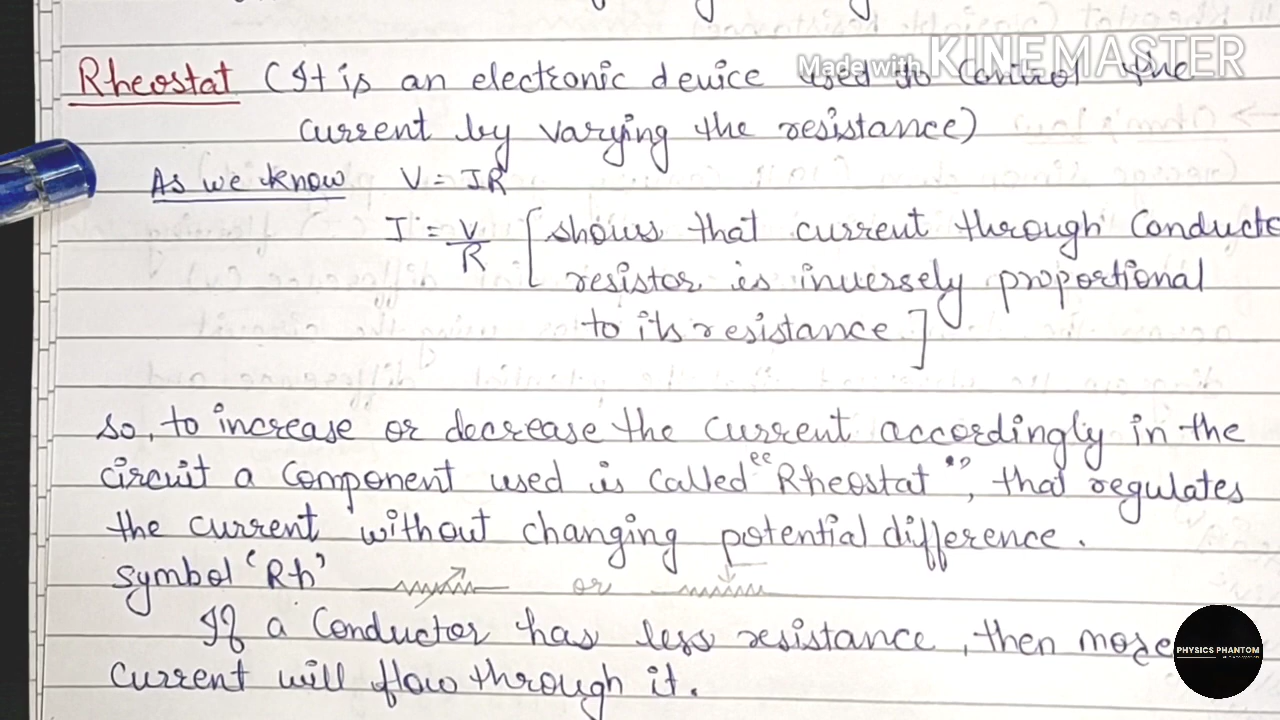 Made with KINEMASTER
Rheostat (It is an electronic device used to Control the
current by varying the resistance)
As we know V = IR
I = V/R [shows that current through Conducto
resistor is inversely proportional
to its resistance]
so, to increase or decrease the current accordingly in the
circuit a Component used is called "Rheostat", that regulates
the current without changing potential difference.
symbol 'Rh' or
If a Conductor has less resistance, then more
current will flow through it.
PHYSICS PHANTOM